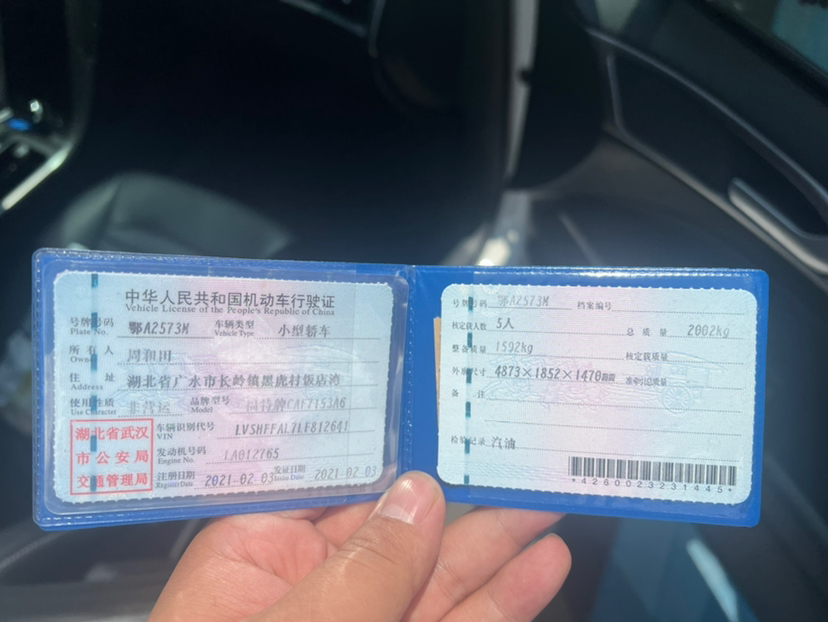 中华人民共和国机动车行驶证
Vehicle License of the People's Republic of China
号牌号码 鄂A2573M 车辆类型 小型轿车
Plate No. Vehicle Type
所有人 周和田
Owner
住址 湖北省广水市长岭镇黑虎村饭店湾
Address
使用性质 非营运 品牌型号 福特牌CAF7153A6
Use Character Model
湖北省武汉
市公安局
交通管理局
车辆识别代号 LVSHFFAL7LF812641
VIN
发动机号码 LA012765
Engine No.
注册日期 2021-02-03 发证日期 2021-02-03
Register Date Issue Date
号牌号码 鄂A2573M 档案编号
核定载人数 5人 总质量 2002kg
整备质量 1592kg 核定载质量
外廓尺寸 4873×1852×1470mm 准牵引总质量
备注
检验记录 汽油
*4260023231445*